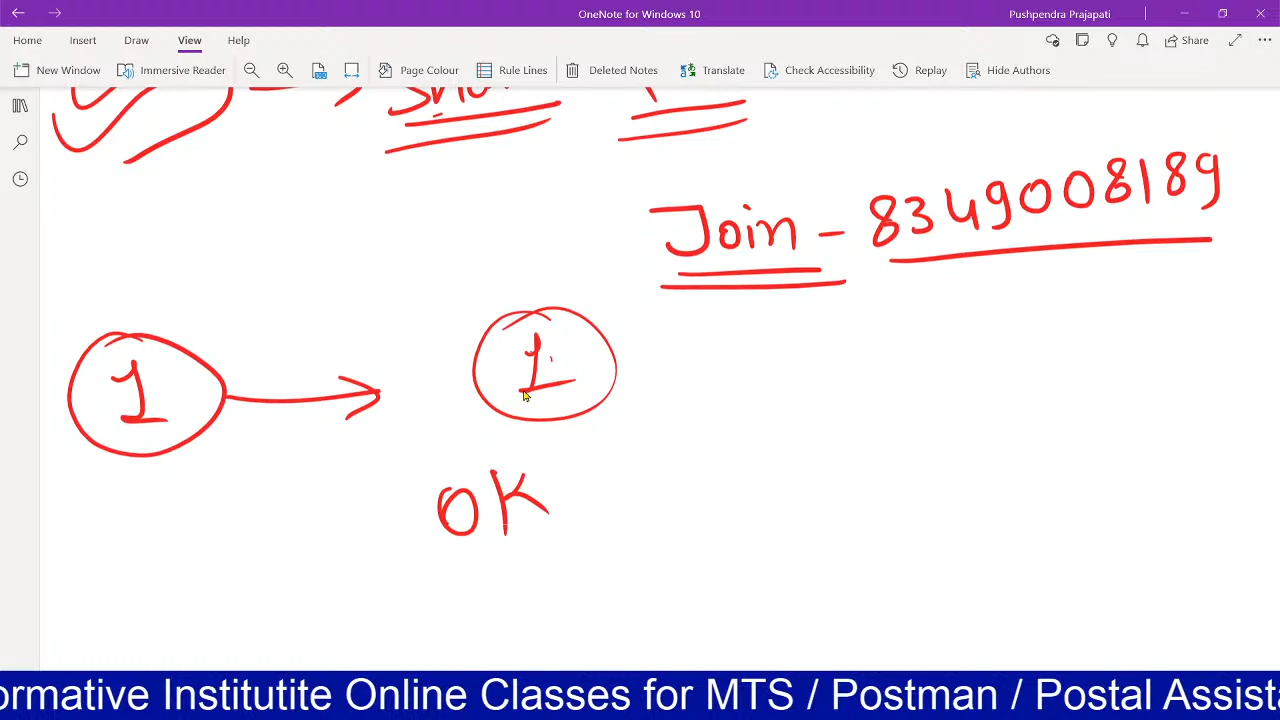 OneNote for Windows 10
Pushpendra Prajapati
Home Insert Draw View Help
Share
New Window Immersive Reader Page Colour Rule Lines Deleted Notes Translate Check Accessibility Replay Hide Authors
Join - 8349008189
1 1
OK
ormative Institutite Online Classes for MTS / Postman / Postal Assista